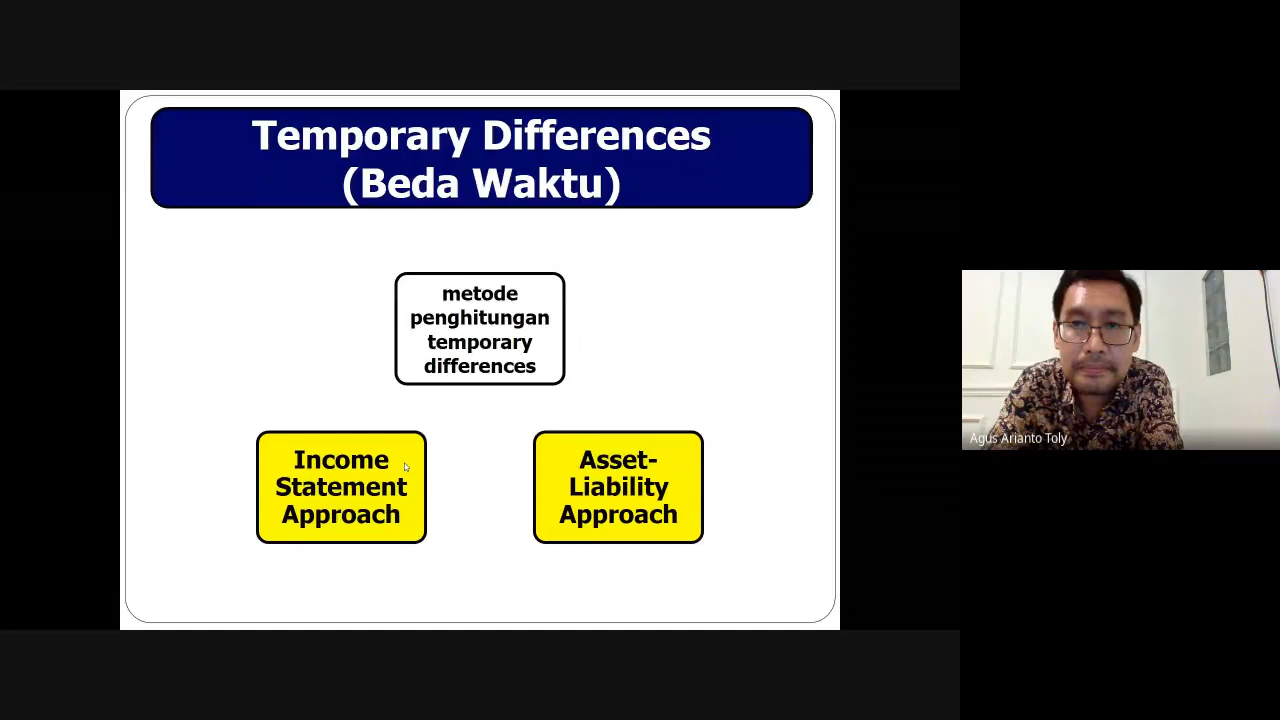 Temporary Differences
(Beda Waktu)
metode
penghitungan
temporary
differences
Income
Statement
Approach
Asset-
Liability
Approach
Agus Arianto Toly